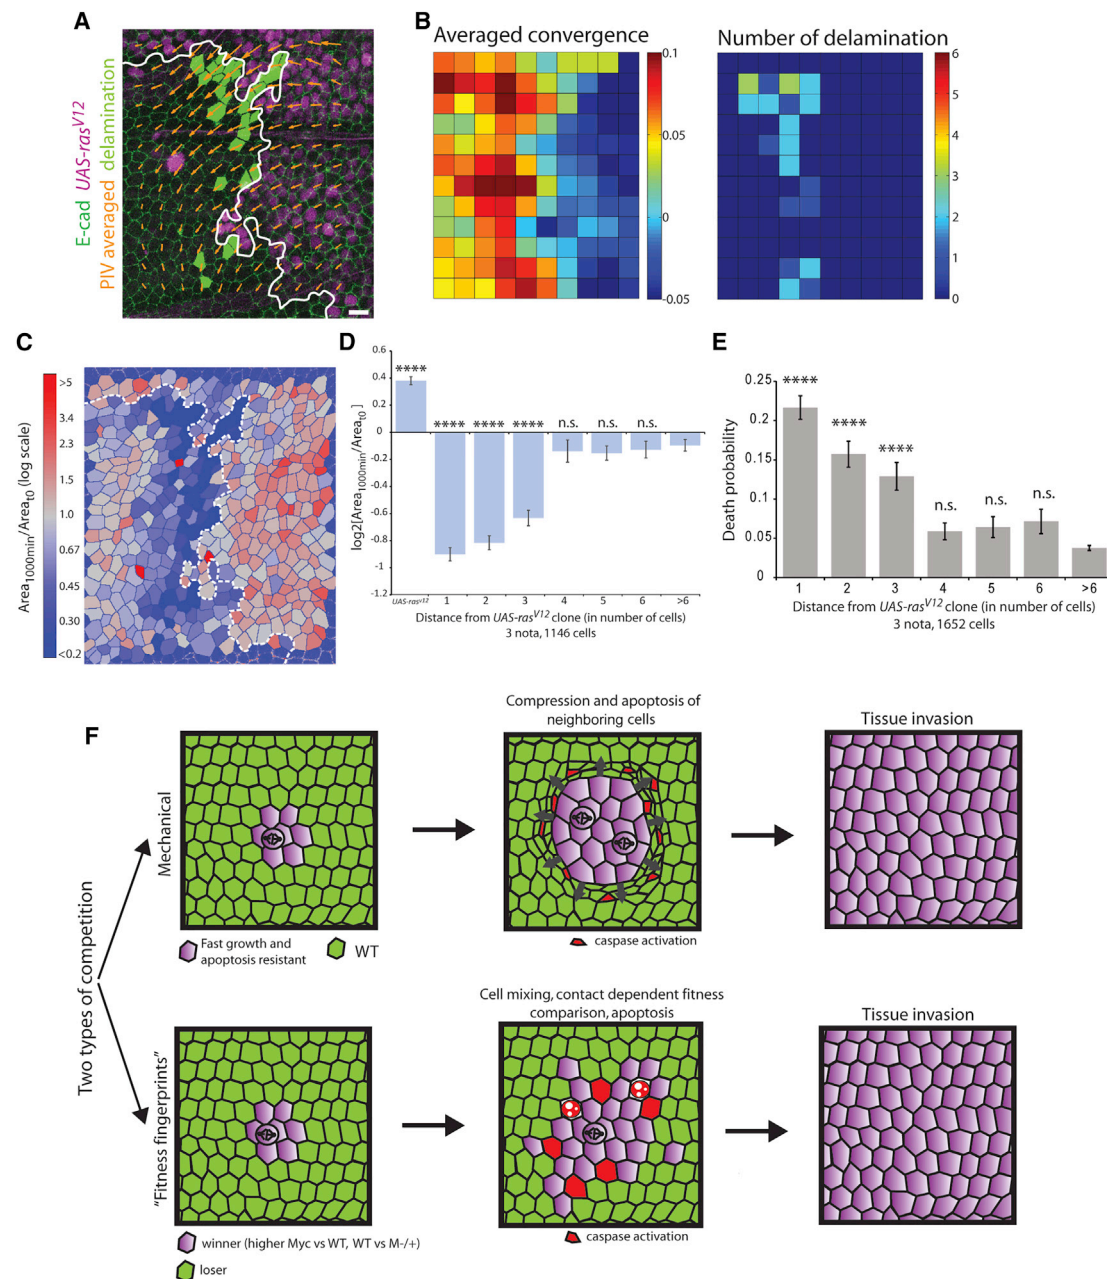 A
E-cad UAS-rasV12
PIV averaged delamination
B
Averaged convergence
0.1
0.05
0
-0.05
Number of delamination
6
5
4
3
2
1
0
C
Area1000min/Areat0 (log scale)
>5
3.4
2.3
1.5
1.0
0.67
0.45
0.30
<0.2
D
log2[Area1000min/Areat0]
0.6
0.4
0.2
0
-0.2
-0.4
-0.6
-0.8
-1
-1.2
**** **** **** **** n.s. n.s. n.s.
UAS-rasV12 1 2 3 4 5 6 >6
Distance from UAS-rasV12 clone (in number of cells)
3 nota, 1146 cells
E
Death probability
0.25
0.2
0.15
0.1
0.05
0
**** **** **** n.s. n.s. n.s.
1 2 3 4 5 6 >6
Distance from UAS-rasV12 clone (in number of cells)
3 nota, 1652 cells
F
Two types of competition
Mechanical
Fast growth and
apoptosis resistant
WT
Compression and apoptosis of
neighboring cells
caspase activation
Tissue invasion
"Fitness fingerprints"
winner (higher Myc vs WT, WT vs M-/+)
loser
Cell mixing, contact dependent fitness
comparison, apoptosis
caspase activation
Tissue invasion